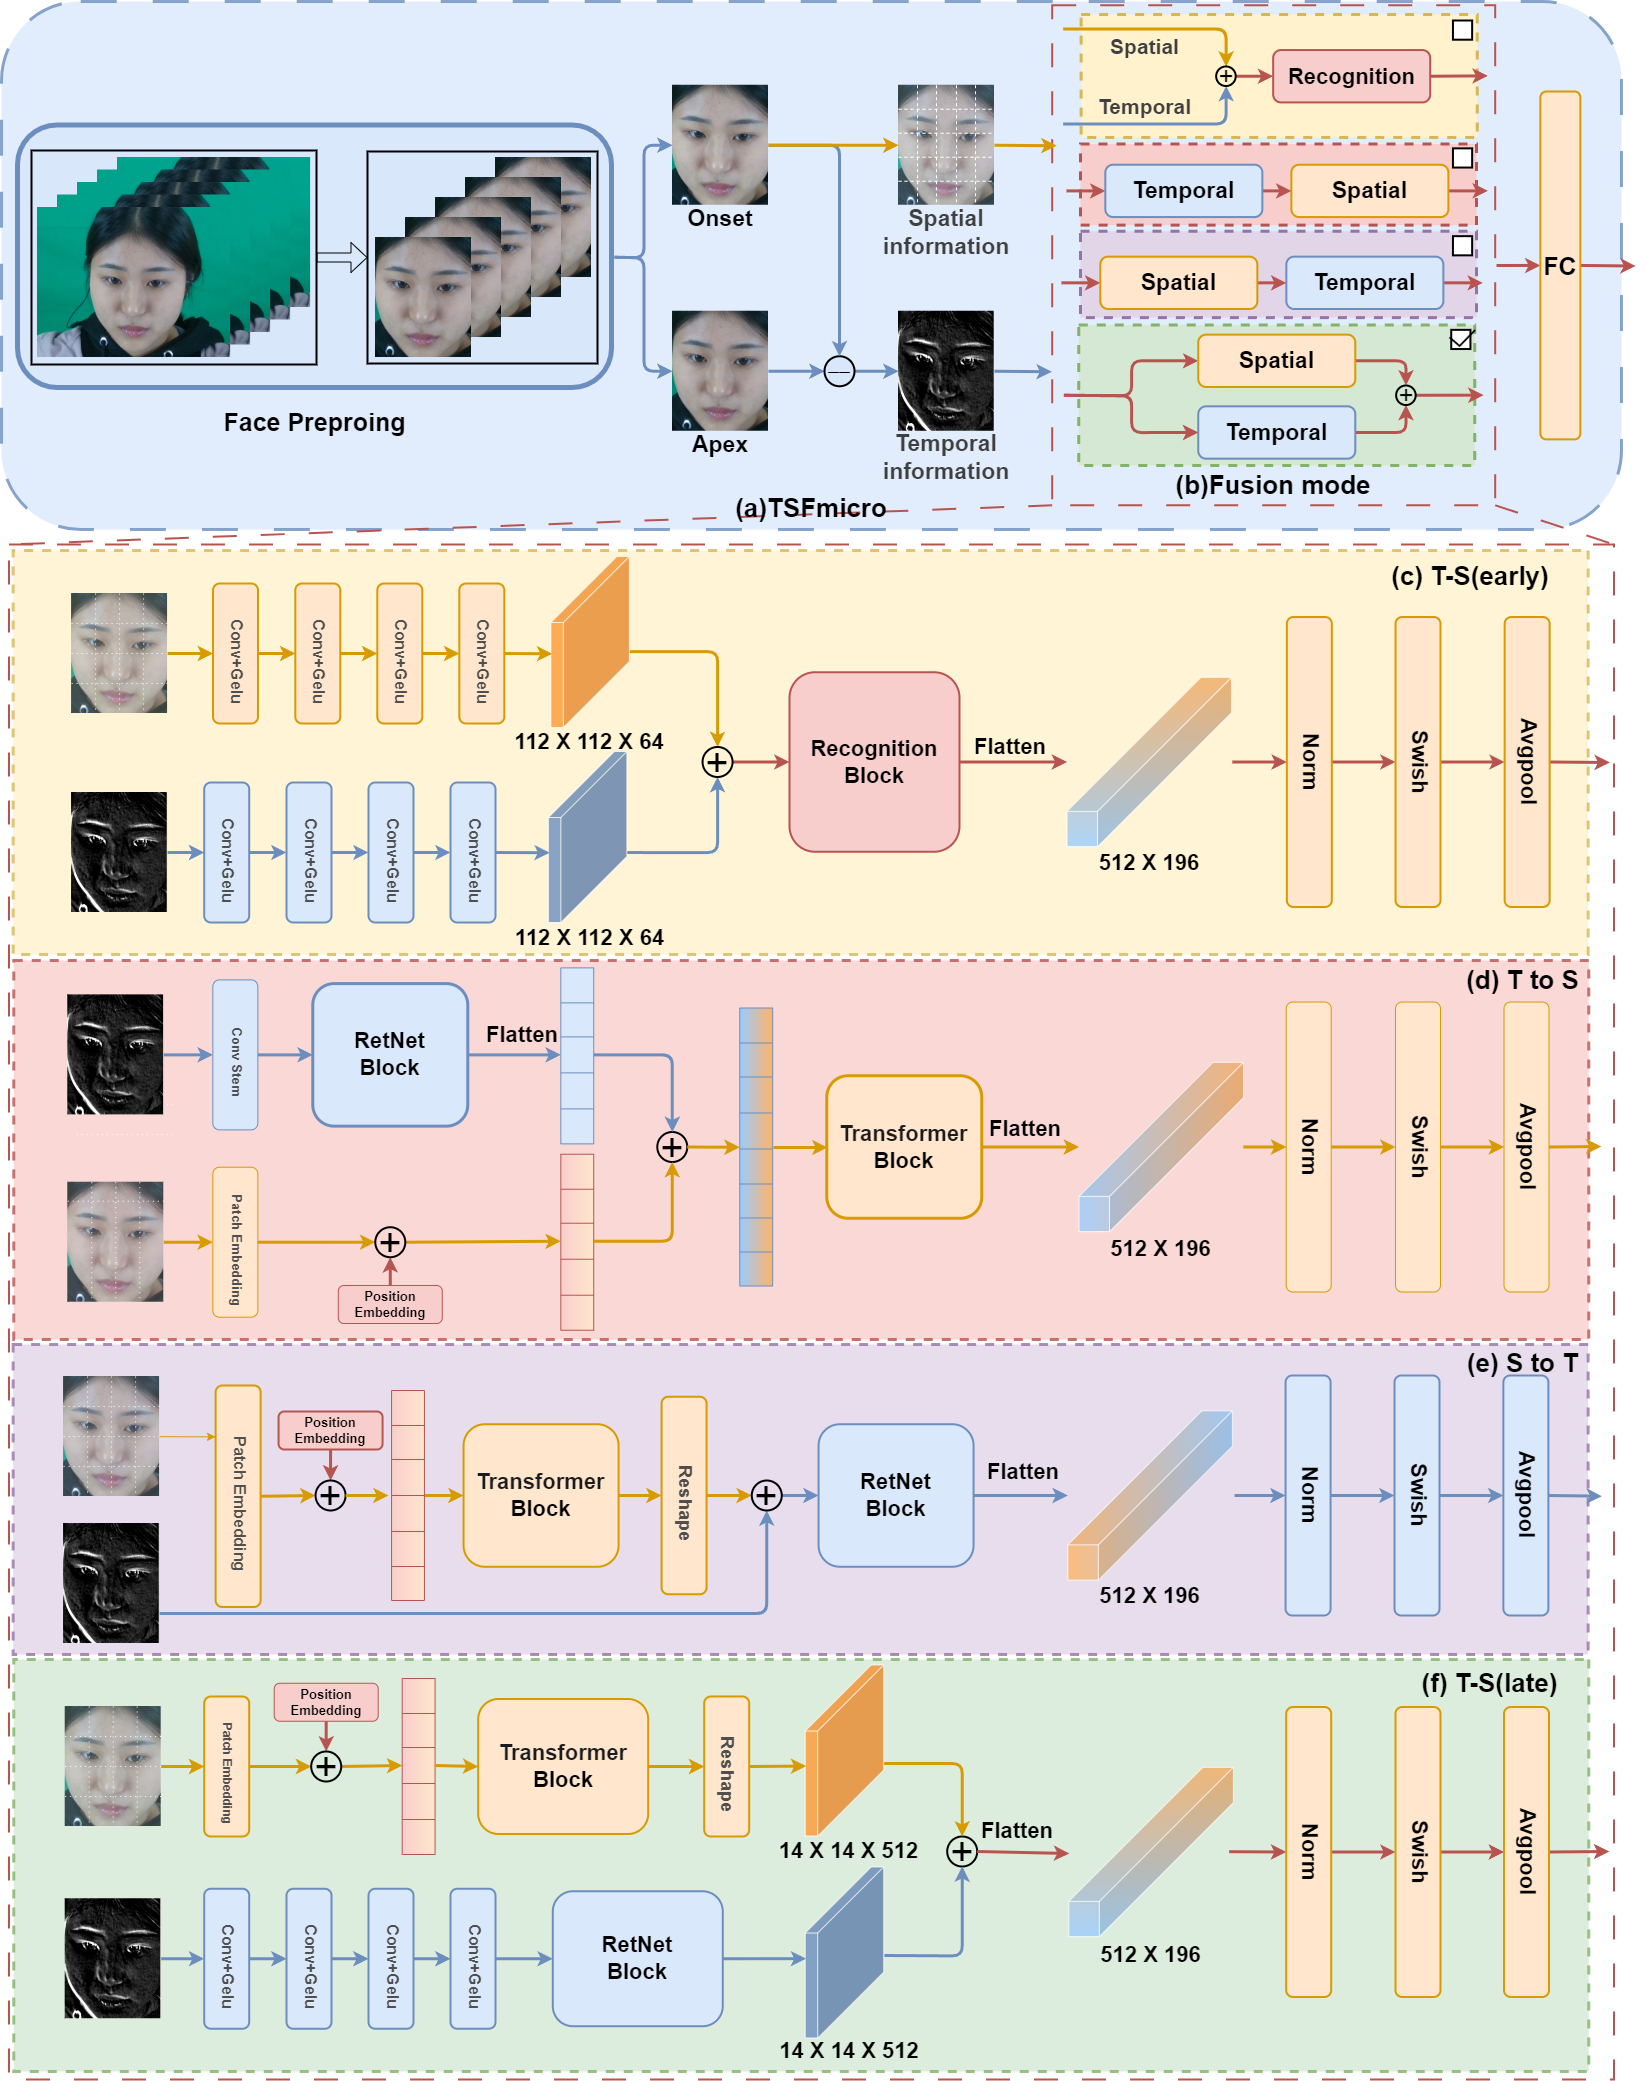 Spatial
Temporal
Recognition
Temporal
Spatial
Spatial
Temporal
Spatial
Temporal
(b)Fusion mode
FC
Onset
Spatial
information
Apex
Temporal
information
Face Preproing
(a)TSFmicro
(c) T-S(early)
Conv+Gelu
Conv+Gelu
Conv+Gelu
Conv+Gelu
112 X 112 X 64
Conv+Gelu
Conv+Gelu
Conv+Gelu
Conv+Gelu
112 X 112 X 64
Recognition
Block
Flatten
512 X 196
Norm
Swish
Avgpool
(d) T to S
Conv Stem
RetNet
Block
Flatten
Patch Embedding
Position
Embedding
Transformer
Block
Flatten
512 X 196
Norm
Swish
Avgpool
(e) S to T
Patch Embedding
Position
Embedding
Transformer
Block
Reshape
RetNet
Block
Flatten
512 X 196
Norm
Swish
Avgpool
(f) T-S(late)
Patch Embedding
Position
Embedding
Transformer
Block
Reshape
14 X 14 X 512
Conv+Gelu
Conv+Gelu
Conv+Gelu
Conv+Gelu
RetNet
Block
14 X 14 X 512
Flatten
512 X 196
Norm
Swish
Avgpool